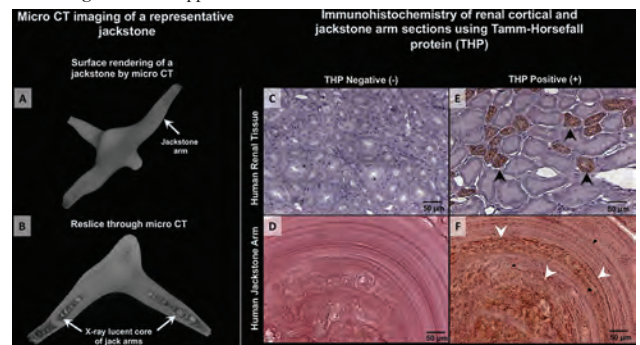 Micro CT imaging of a representative
jackstone
Immunohistochemistry of renal cortical and
jackstone arm sections using Tamm-Horsefall
protein (THP)
Surface rendering of a
jackstone by micro CT
THP Negative (-)
THP Positive (+)
A
Jackstone
arm
B
Reslice through micro CT
X-ray lucent core
of jack arms
Human Renal Tissue
C
50 µm
E
50 µm
Human Jackstone Arm
D
50 µm
F
50 µm